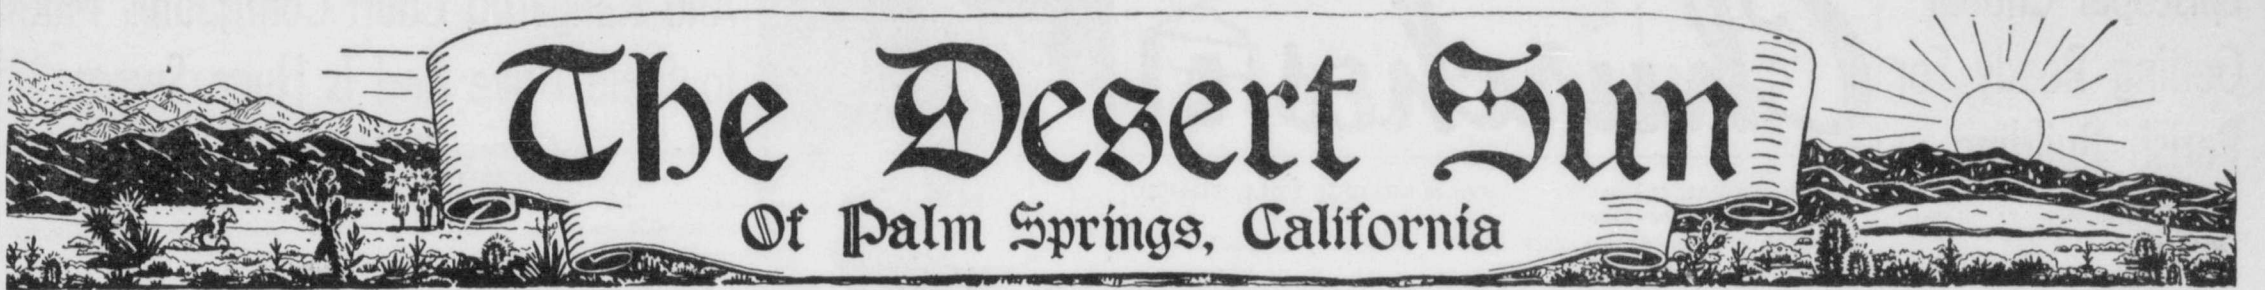 The Desert Sun
Of Palm Springs, California